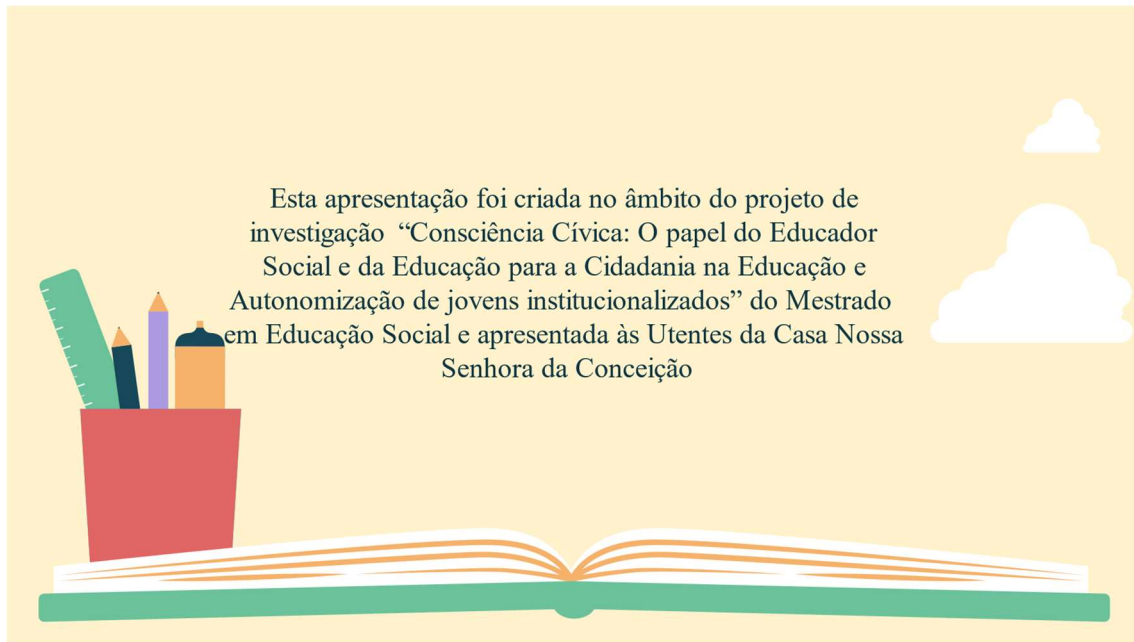 Esta apresentação foi criada no âmbito do projeto de
investigação “Consciência Cívica: O papel do Educador
Social e da Educação para a Cidadania na Educação e
Autonomização de jovens institucionalizados” do Mestrado
em Educação Social e apresentada às Utentes da Casa Nossa
Senhora da Conceição